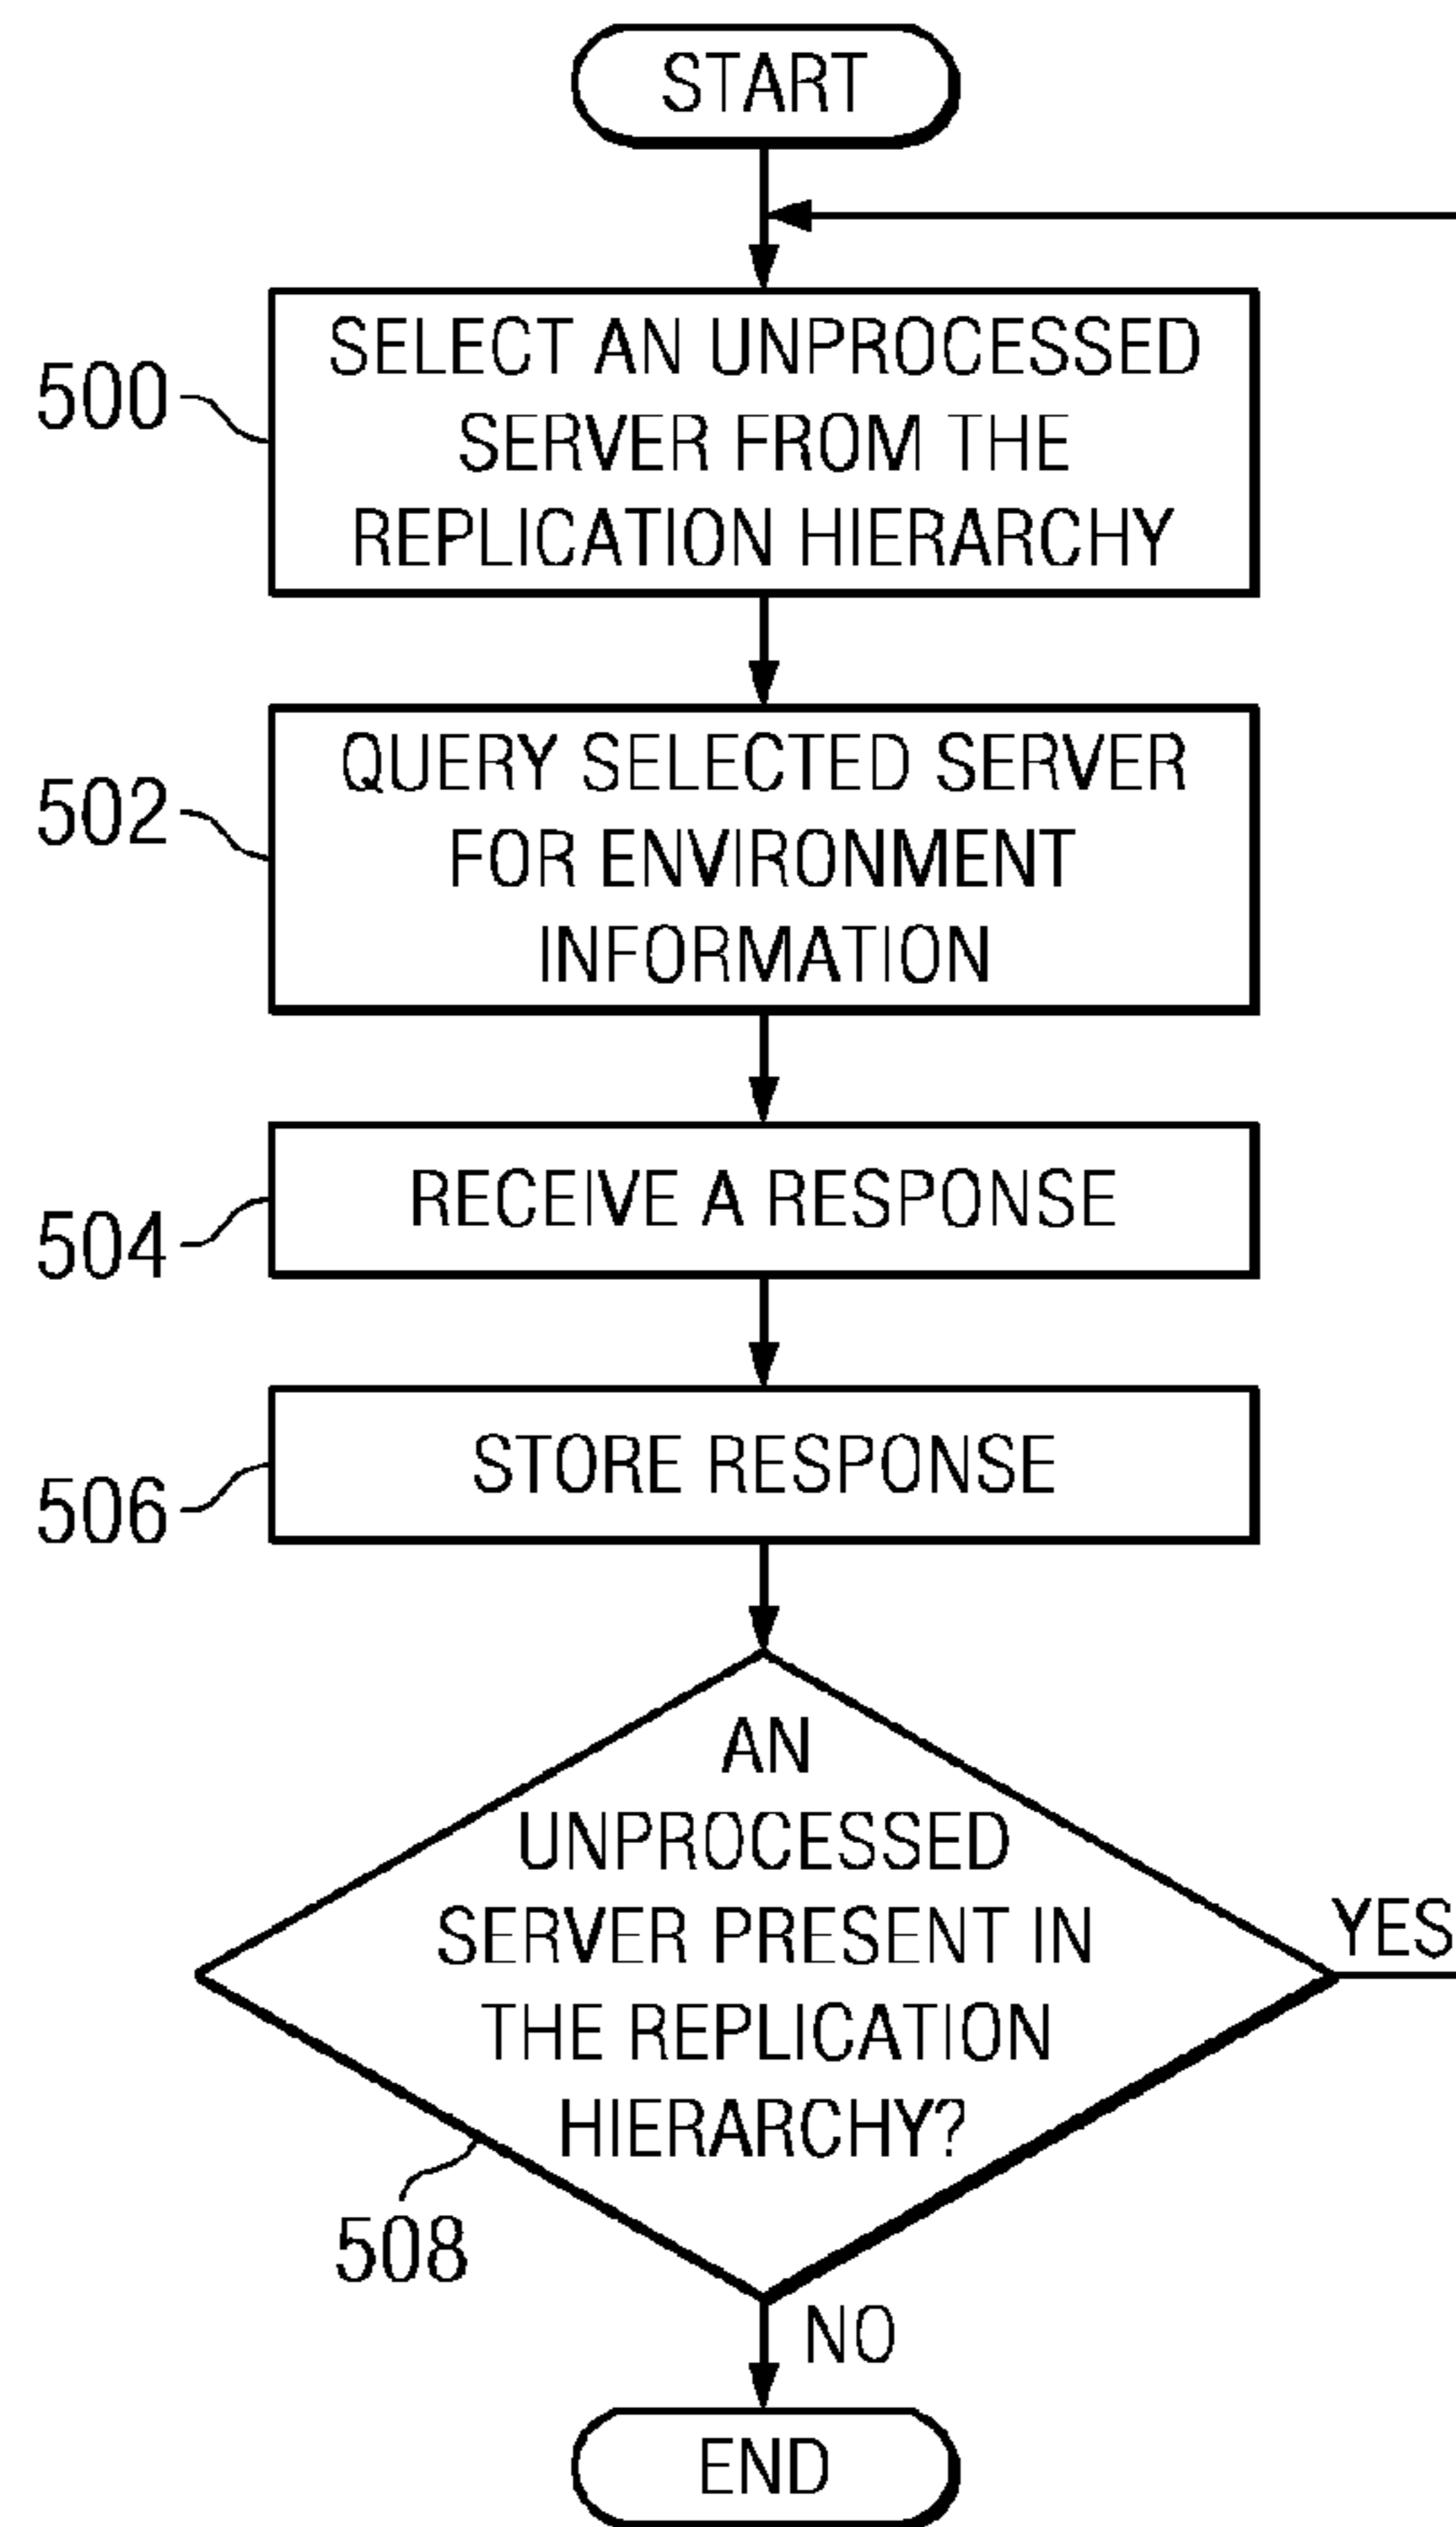 START
500
SELECT AN UNPROCESSED
SERVER FROM THE
REPLICATION HIERARCHY
502
QUERY SELECTED SERVER
FOR ENVIRONMENT
INFORMATION
504
RECEIVE A RESPONSE
506
STORE RESPONSE
AN
UNPROCESSED
SERVER PRESENT IN
THE REPLICATION
HIERARCHY?
YES
508
NO
END